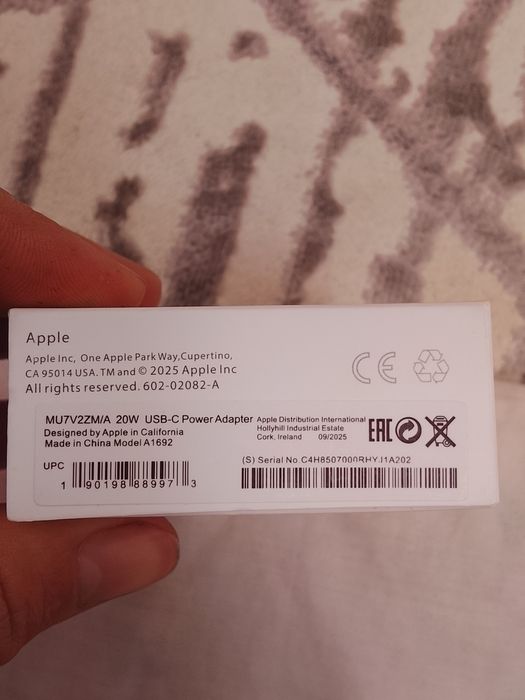 Apple
Apple Inc, One Apple Park Way,Cupertino,
CA 95014 USA. TM and © 2025 Apple Inc
All rights reserved. 602-02082-A
MU7V2ZM/A 20W USB-C Power Adapter
Designed by Apple in California
Made in China Model A1692
Apple Distribution International
Hollyhill Industrial Estate
Cork, Ireland 09/2025
EAC
CE
UPC
1 90198 88997 3
(S) Serial No.C4H8507000RHYJ1A202